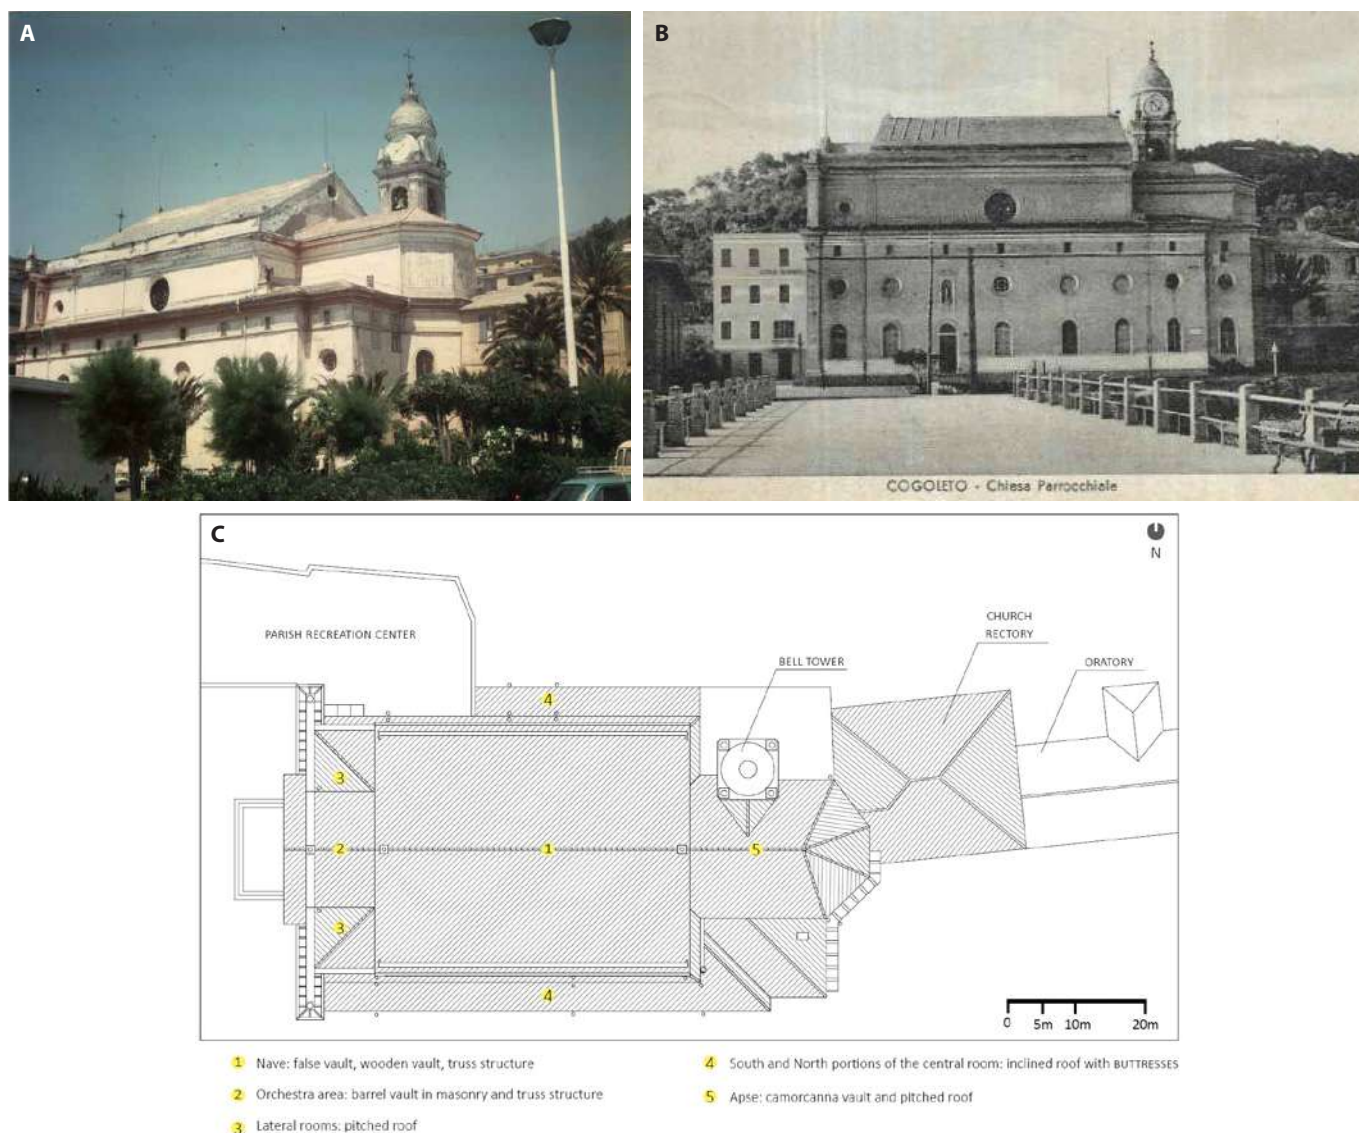 A
B
COGOLETO - Chiesa Parrocchiale
C
N
PARISH RECREATION CENTER
CHURCH
RECTORY
BELL TOWER
ORATORY
4
3
2
1
5
3
4
0 5m 10m 20m
1 Nave: false vault, wooden vault, truss structure
2 Orchestra area: barrel vault in masonry and truss structure
3 Lateral rooms: pitched roof
4 South and North portions of the central room: inclined roof with BUTTRESSES
5 Apse: camorcanna vault and pitched roof